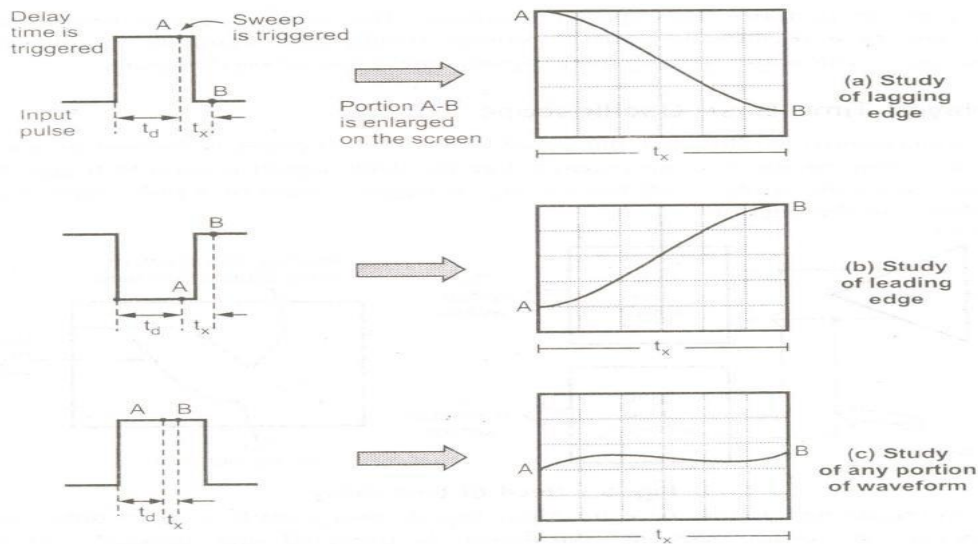 Delay
time is
triggered
A
Sweep
is triggered
B
Input
pulse
t_d
t_x
Portion A-B
is enlarged
on the screen
A
B
t_x
(a) Study
of lagging
edge
B
A
t_d
t_x
B
A
t_x
(b) Study
of leading
edge
A B
t_d
t_x
A
B
t_x
(c) Study
of any portion
of waveform